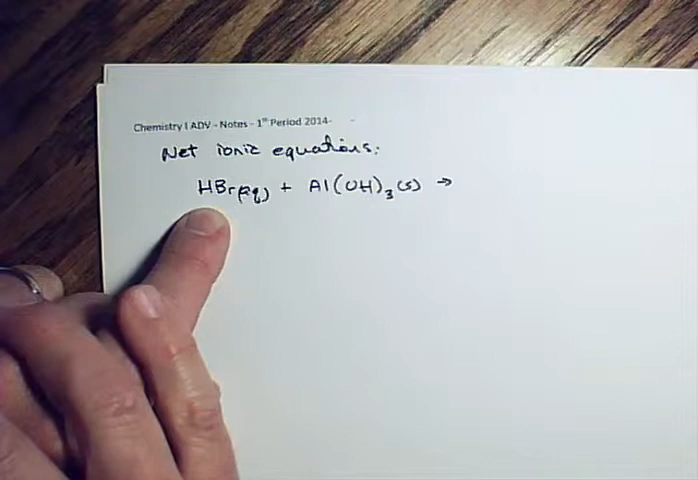 Chemistry I ADV - Notes - 1st Period 2014-
Net ionic equations:
HBr(aq) + Al(OH)3(s) →